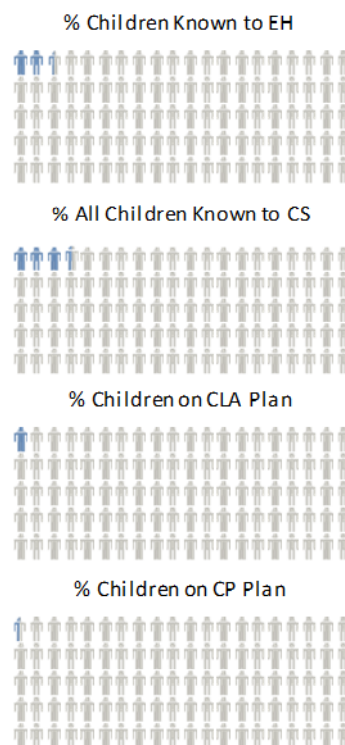 % Children Known to EH
% All Children Known to CS
% Children on CLA Plan
% Children on CP Plan